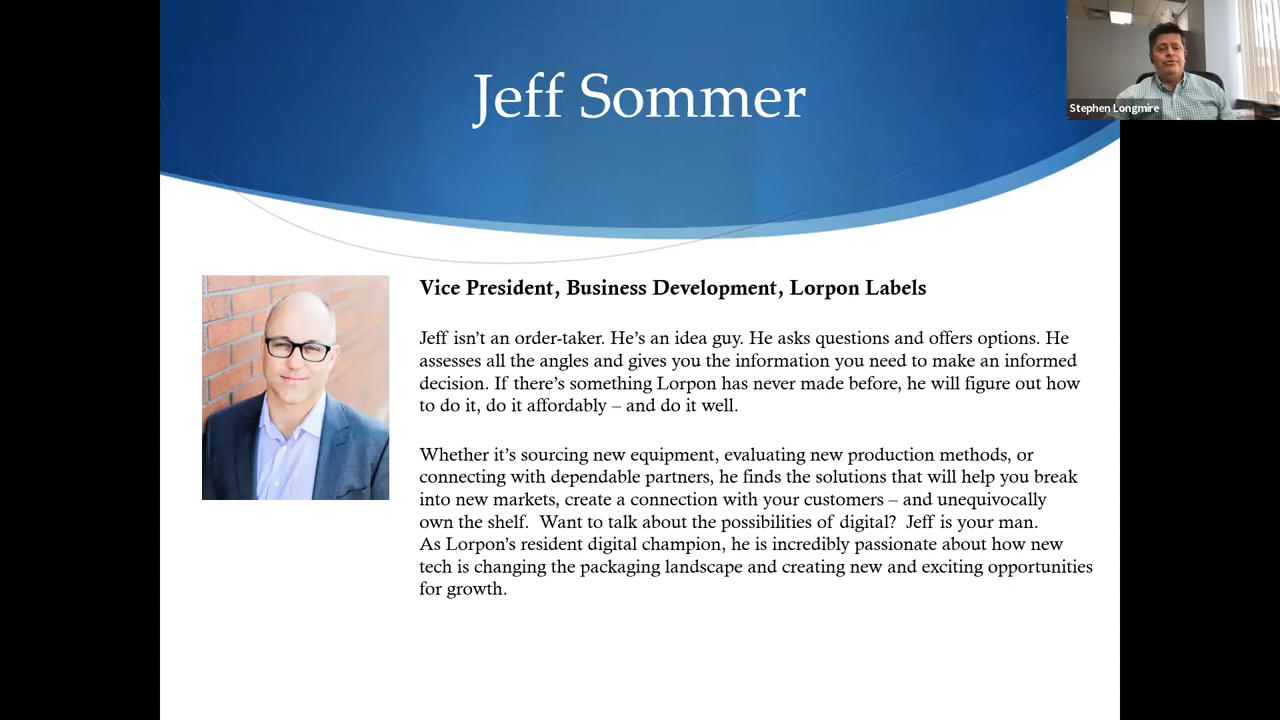 Jeff Sommer
Stephen Longmire
Vice President, Business Development, Lorpon Labels
Jeff isn’t an order-taker. He’s an idea guy. He asks questions and offers options. He
assesses all the angles and gives you the information you need to make an informed
decision. If there’s something Lorpon has never made before, he will figure out how
to do it, do it affordably – and do it well.
Whether it’s sourcing new equipment, evaluating new production methods, or
connecting with dependable partners, he finds the solutions that will help you break
into new markets, create a connection with your customers – and unequivocally
own the shelf.  Want to talk about the possibilities of digital?  Jeff is your man.
As Lorpon’s resident digital champion, he is incredibly passionate about how new
tech is changing the packaging landscape and creating new and exciting opportunities
for growth.